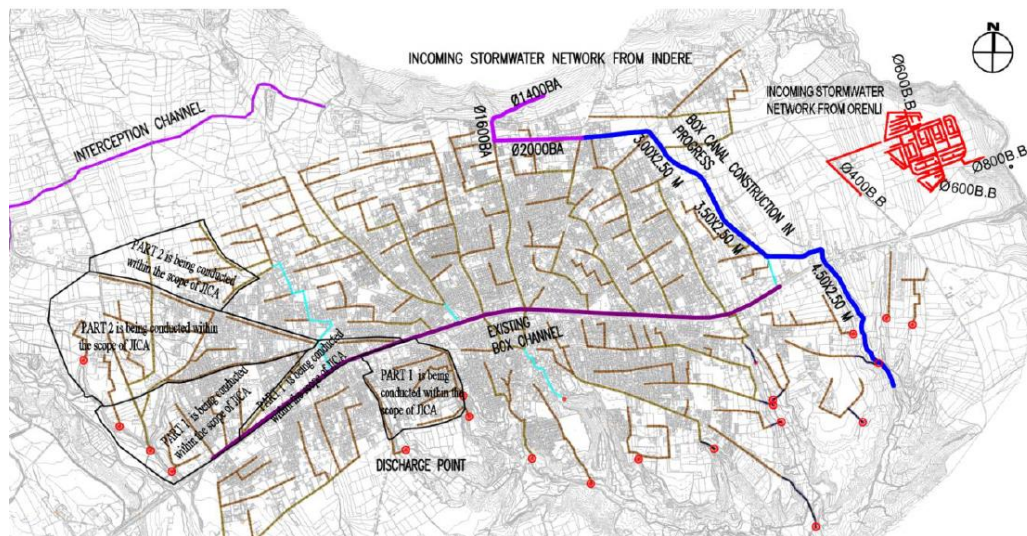 N
INCOMING STORMWATER NETWORK FROM INDERE
INCOMING STORMWATER
NETWORK FROM ORENLI
Ø600B.B
Ø800B.B
Ø600B.B
Ø400B.B
INTERCEPTION CHANNEL
Ø1400BA
Ø1600BA
Ø2000BA
BOX CANAL CONSTRUCTION IN
PROGRESS
3.00X2.50 M
3.50X2.50 M
4.50X2.50 M
PART 2 is being conducted
within the scope of JICA
PART 2 is being conducted within
the scope of JICA
PART 1 is being conducted
within the scope of JICA
PART 1 is being conducted
within the scope of JICA
PART 1 is being
conducted within the
scope of JICA
EXISTING
BOX CHANNEL
DISCHARGE POINT